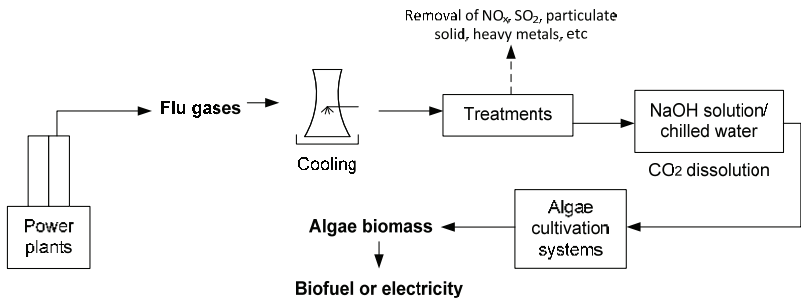 Removal of NOx, SO2, particulate
solid, heavy metals, etc
Flu gases
Treatments
NaOH solution/
chilled water
Cooling
CO2 dissolution
Power
plants
Algae
cultivation
systems
Algae biomass
Biofuel or electricity